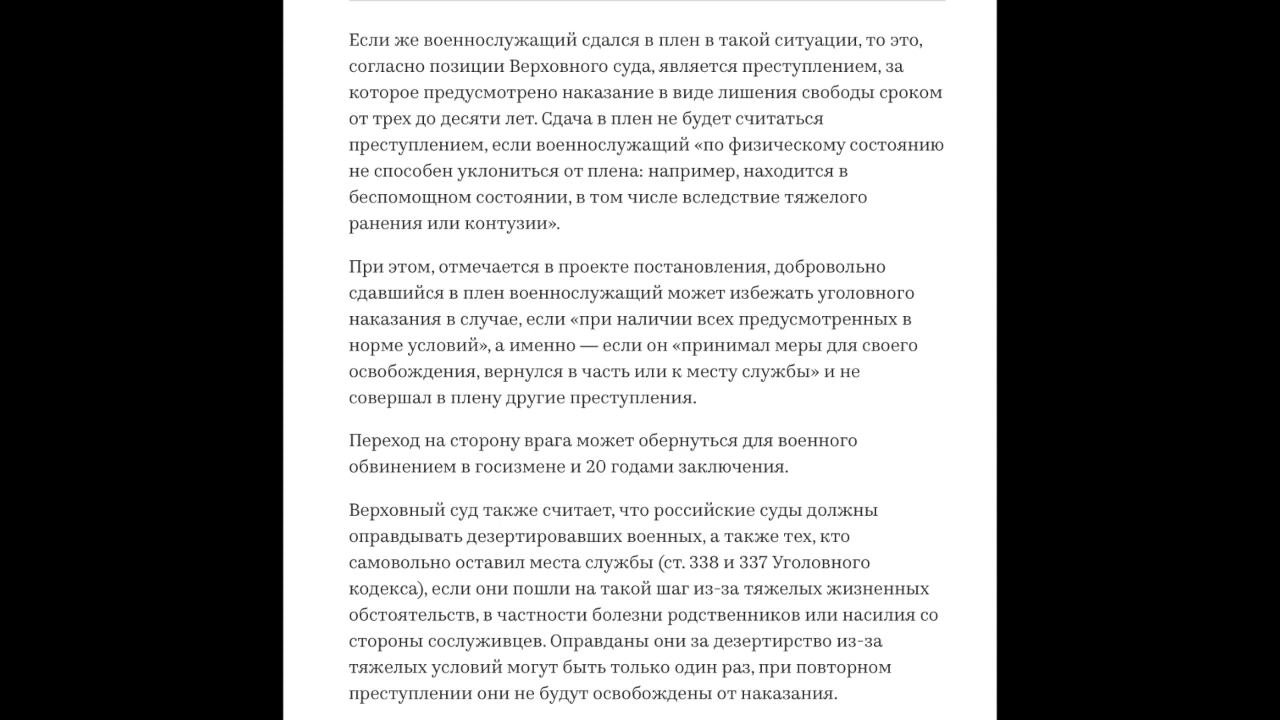 Если же военнослужащий сдался в плен в такой ситуации, то это,
согласно позиции Верховного суда, является преступлением, за
которое предусмотрено наказание в виде лишения свободы сроком
от трех до десяти лет. Сдача в плен не будет считаться
преступлением, если военнослужащий «по физическому состоянию
не способен уклониться от плена: например, находится в
беспомощном состоянии, в том числе вследствие тяжелого
ранения или контузии».
При этом, отмечается в проекте постановления, добровольно
сдавшийся в плен военнослужащий может избежать уголовного
наказания в случае, если «при наличии всех предусмотренных в
норме условий», а именно — если он «принимал меры для своего
освобождения, вернулся в часть или к месту службы» и не
совершал в плену другие преступления.
Переход на сторону врага может обернуться для военного
обвинением в госизмене и 20 годами заключения.
Верховный суд также считает, что российские суды должны
оправдывать дезертировавших военных, а также тех, кто
самовольно оставил места службы (ст. 338 и 337 Уголовного
кодекса), если они пошли на такой шаг из-за тяжелых жизненных
обстоятельств, в частности болезни родственников или насилия со
стороны сослуживцев. Оправданы они за дезертирство из-за
тяжелых условий могут быть только один раз, при повторном
преступлении они не будут освобождены от наказания.